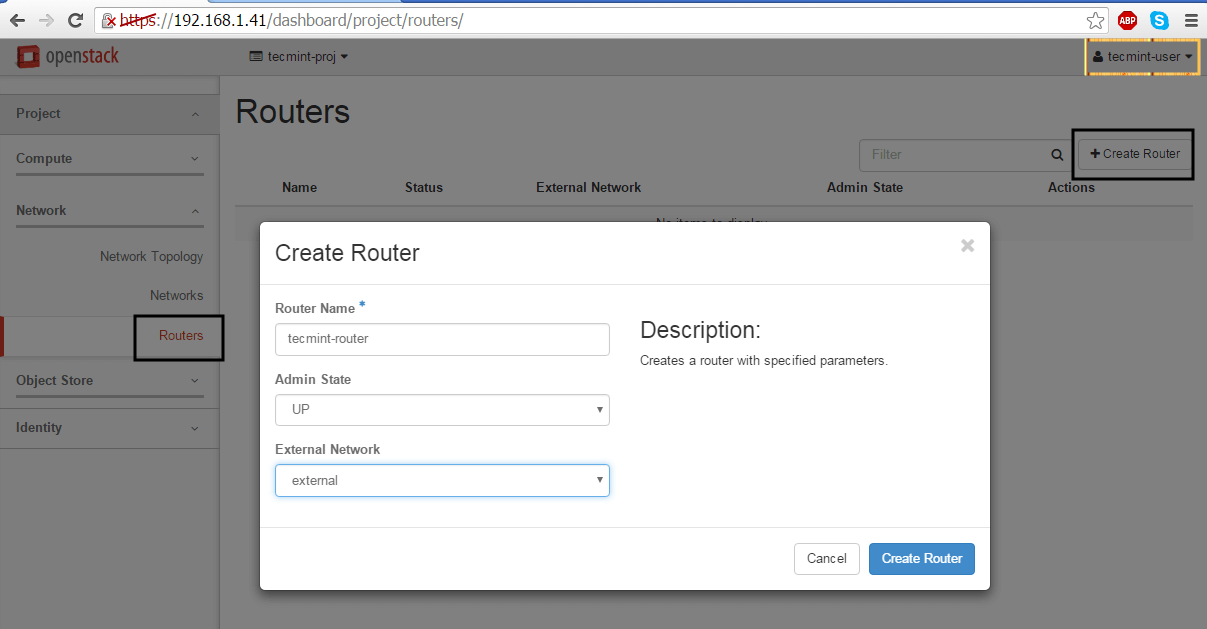 https://192.168.1.41/dashboard/project/routers/
ABP
S
openstack
tecmint-proj
tecmint-user
Project
Compute
Network
Network Topology
Networks
Routers
Object Store
Identity
Routers
Filter
+ Create Router
Name Status External Network Admin State Actions
No items to display.
Create Router
×
Router Name *
tecmint-router
Admin State
UP
External Network
external
Description:
Creates a router with specified parameters.
Cancel
Create Router